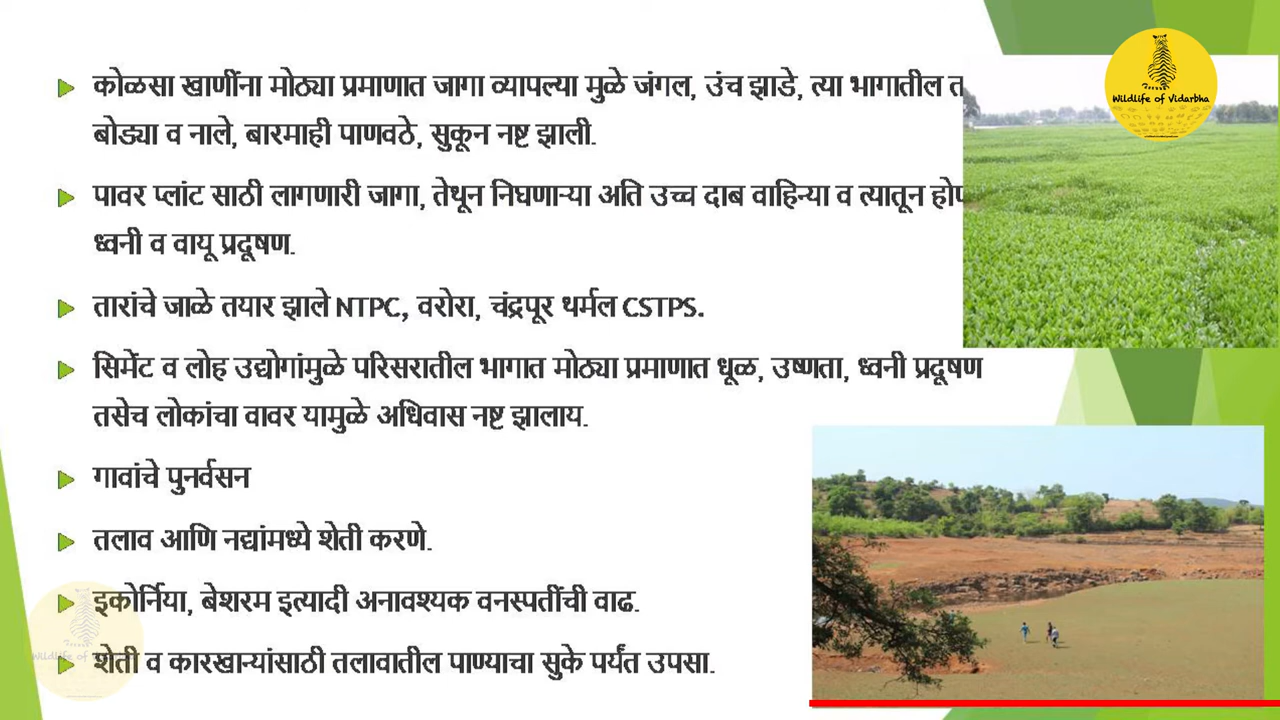 कोळसा खाणींना मोठ्या प्रमाणात जागा व्यापल्या मुळे जंगल, उंच झाडे, त्या भागातील
बोड्या व नाले, बारमाही पाणवठे, सुकून नष्ट झाली.
पावर प्लांट साठी लागणारी जागा, तेथून निघणाऱ्या अति उच्च दाब वाहिन्या व त्यातून
ध्वनी व वायू प्रदूषण.
तारांचे जाळे तयार झाले NTPC, वरोरा, चंद्रपूर थर्मल CSTPS.
सिमेंट व लोह उद्योगांमुळे परिसरातील भागात मोठ्या प्रमाणात धूळ, उष्णता, ध्वनी प्रदूषण
तसेच लोकांचा वावर यामुळे अधिवास नष्ट झालाय.
गावांचे पुनर्वसन
तलाव आणि नद्यांमध्ये शेती करणे.
इकोर्निया, बेशरम इत्यादी अनावश्यक वनस्पतींची वाढ.
शेती व कारखान्यांसाठी तलावातील पाण्याचा सुके पर्यंत उपसा.
Wildlife of Vidarbha
Wildlife of